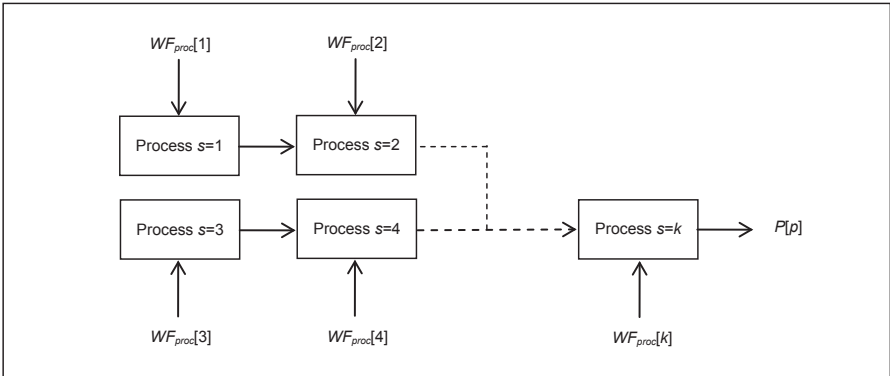 WFproc[1]
WFproc[2]
Process s=1
Process s=2
Process s=3
Process s=4
Process s=k
P[p]
WFproc[3]
WFproc[4]
WFproc[k]